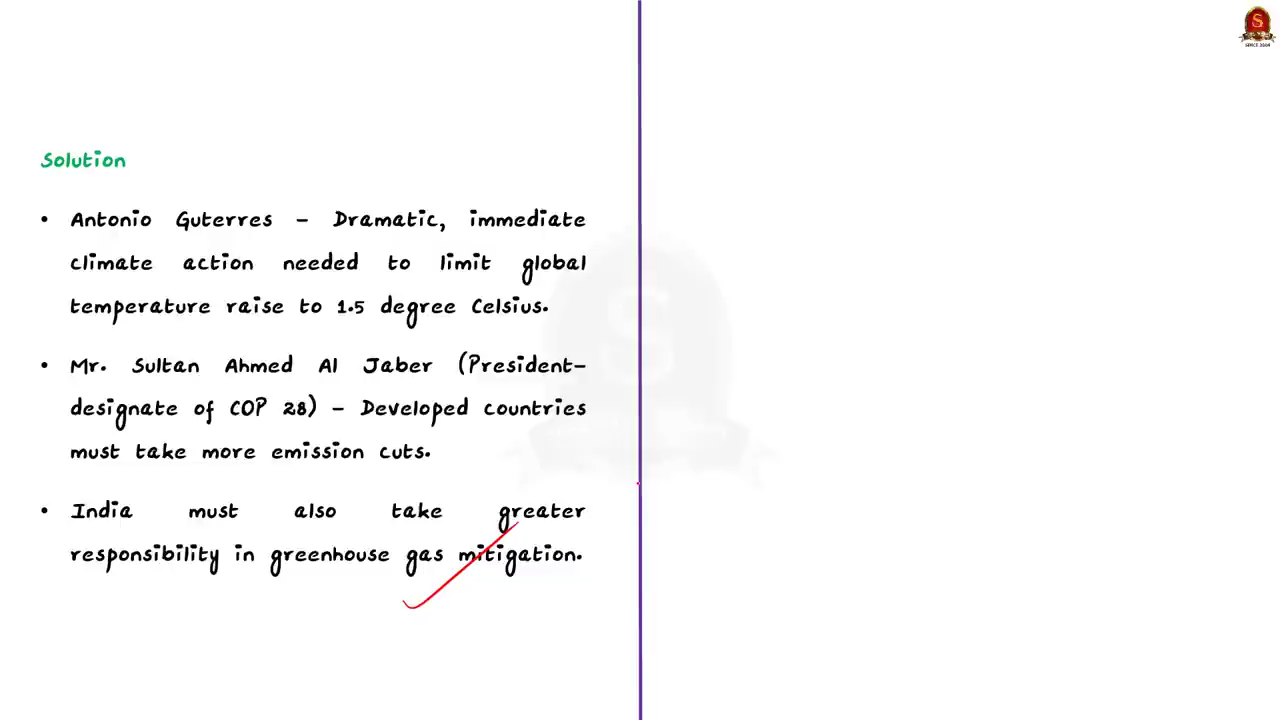 Solution
• Antonio Guterres – Dramatic, immediate
climate action needed to limit global
temperature raise to 1.5 degree Celsius.
• Mr. Sultan Ahmed Al Jaber (President-
designate of COP 28) – Developed countries
must take more emission cuts.
• India must also take greater
responsibility in greenhouse gas mitigation.
S
SINCE 2004
S